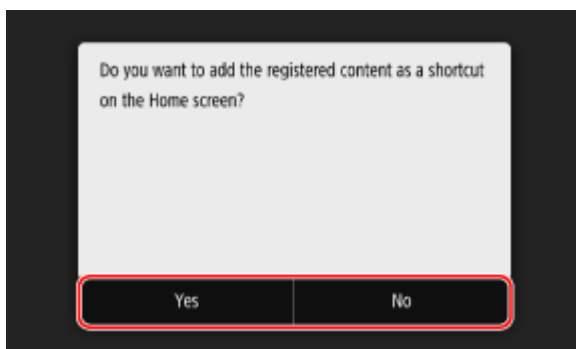 Do you want to add the registered content as a shortcut
on the Home screen?
Yes No